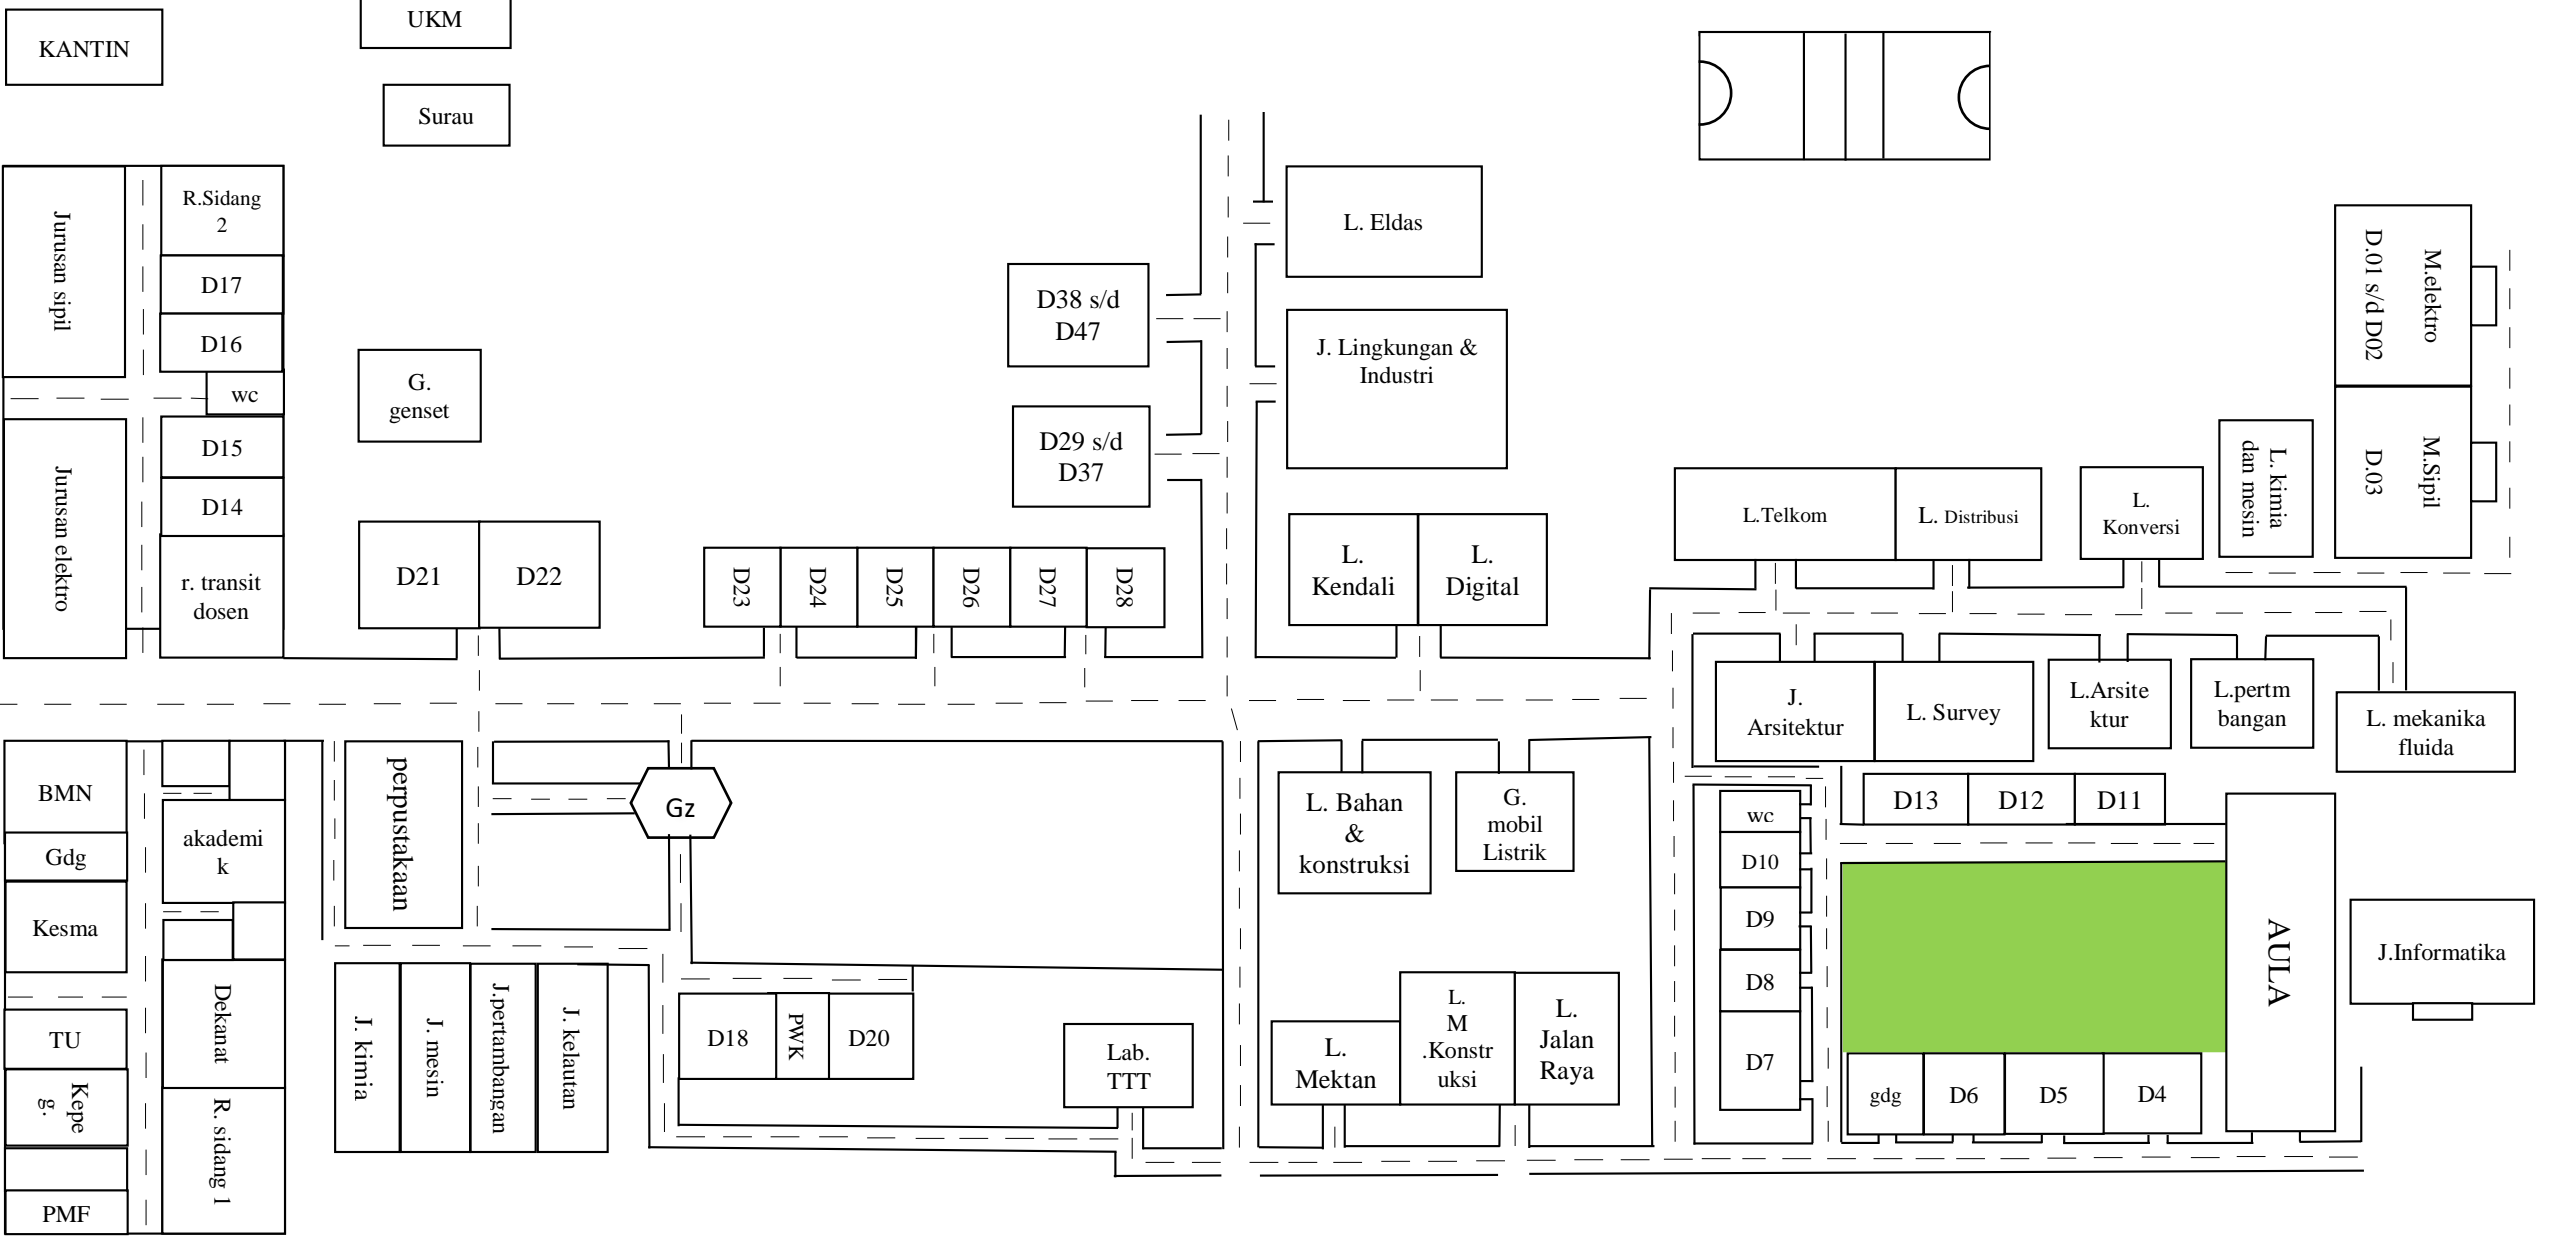 UKM
KANTIN
Surau
R.Sidang
2
Jurusan sipil
D17
D16
wc
D15
D14
Jurusan elektro
r. transit
dosen
G.
genset
D21
D22
D23
D24
D25
D26
D27
D28
D38 s/d
D47
D29 s/d
D37
L. Eldas
J. Lingkungan &
Industri
L.
Kendali
L.
Digital
L.Telkom
L. Distribusi
L.
Konversi
L. kimia
dan mesin
M.elektro
D.01 s/d D02
M.Sipil
D.03
J.
Arsitektur
L. Survey
L.Arsite
ktur
L.pertm
bangan
L. mekanika
fluida
BMN
Gdg
Kesma
TU
Kepe
g.
PMF
akademi
k
Dekanat
R. sidang 1
perpustakaan
Gz
J. kimia
J. mesin
J.pertambangan
J. kelautan
D18
PWK
D20
Lab.
TTT
L. Bahan
&
konstruksi
G.
mobil
Listrik
L.
Mektan
L.
M
.Konstr
uksi
L.
Jalan
Raya
wc
D10
D9
D8
D7
D13
D12
D11
gdg
D6
D5
D4
AULA
J.Informatika